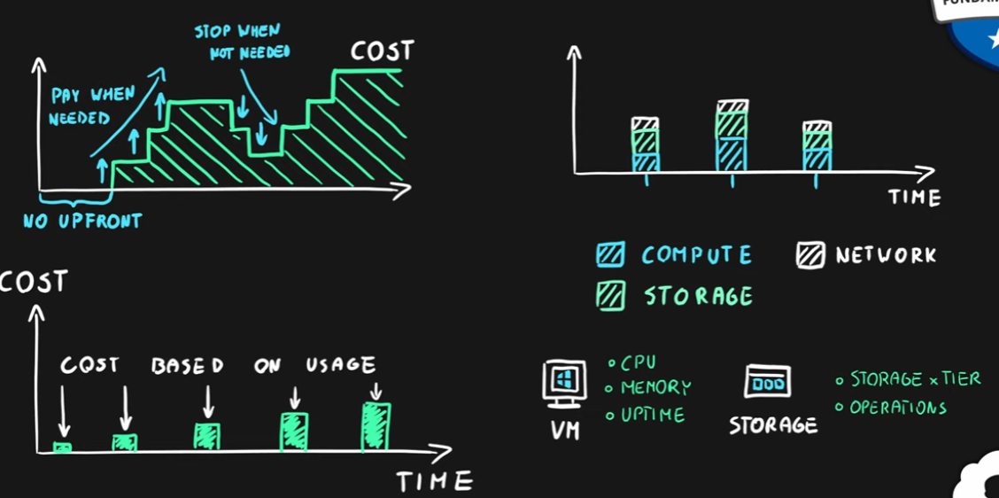 STOP WHEN
NOT NEEDED
COST
PAY WHEN
NEEDED
NO UPFRONT
COST
COST BASED ON USAGE
TIME
TIME
COMPUTE
NETWORK
STORAGE
VM
• CPU
• MEMORY
• UPTIME
STORAGE
• STORAGE x TIER
• OPERATIONS